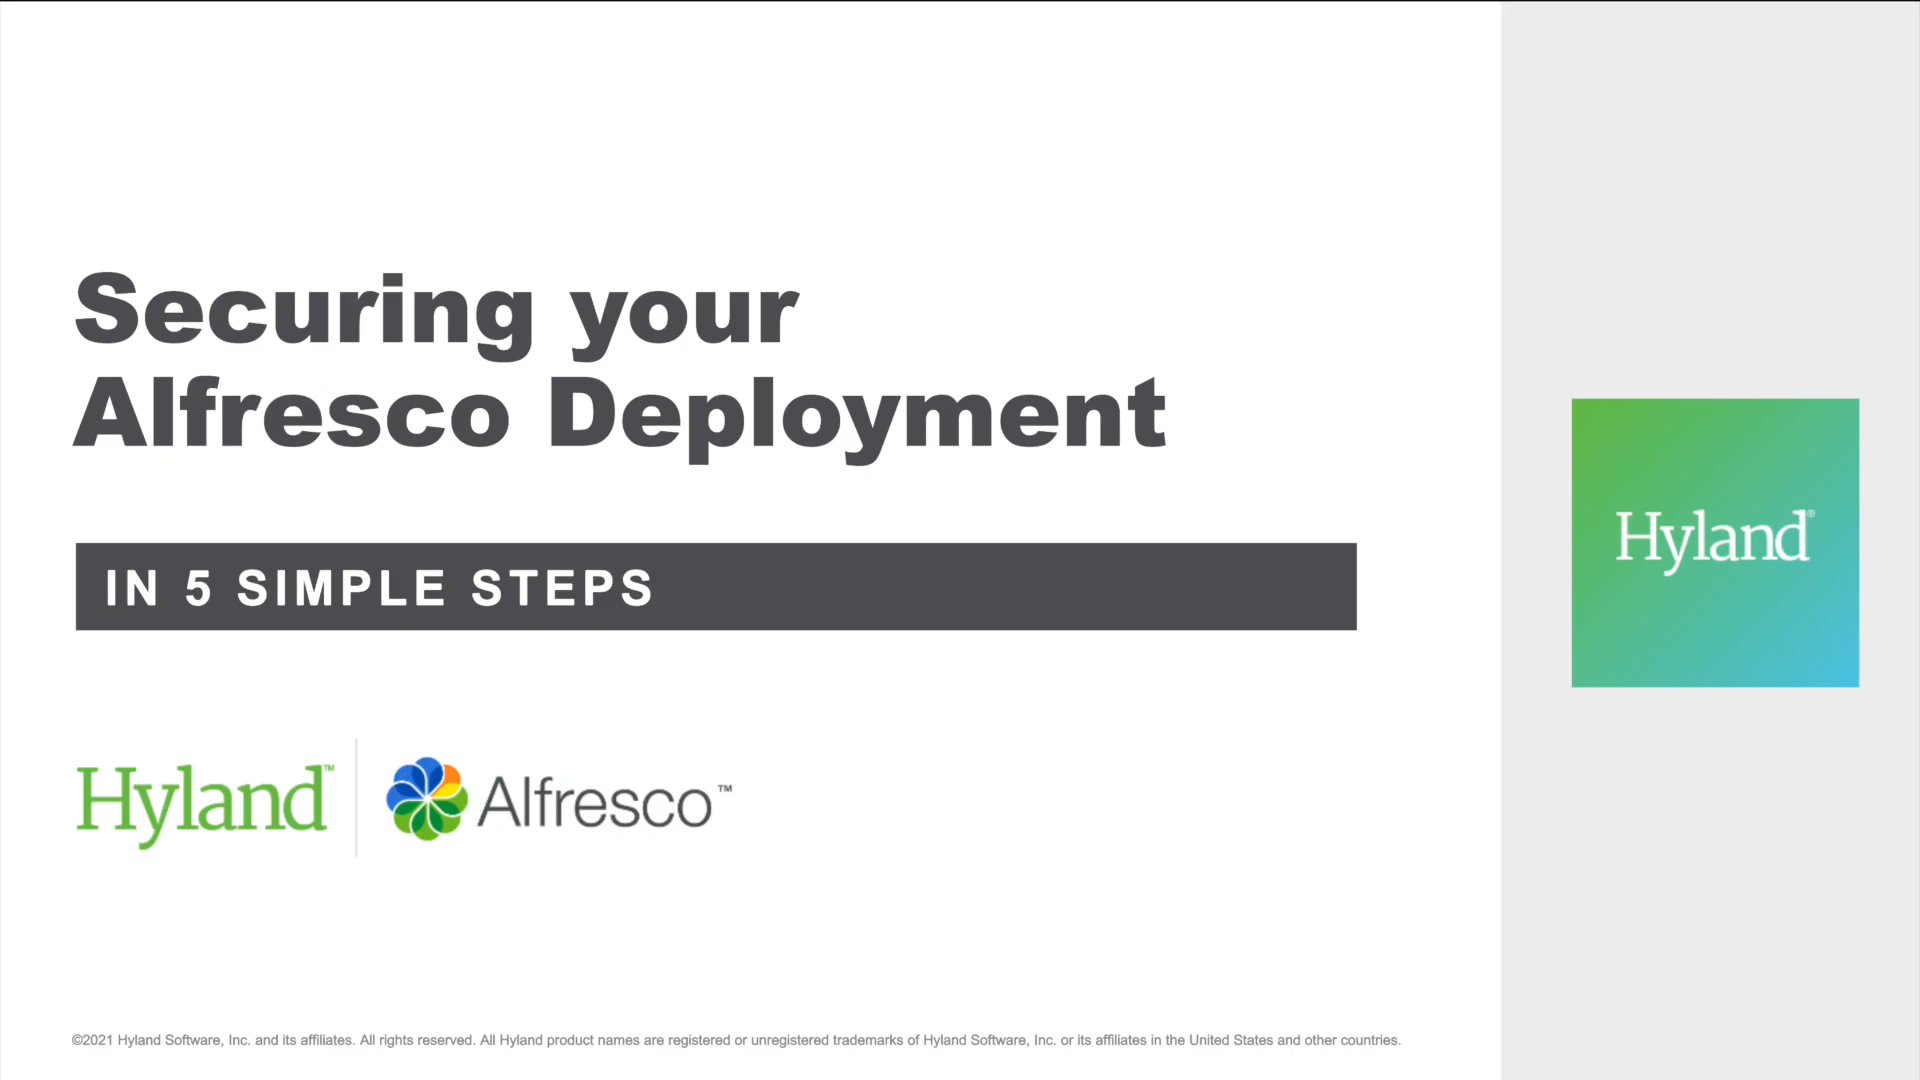 Securing your
Alfresco Deployment
IN 5 SIMPLE STEPS
Hyland™
Alfresco™
Hyland®
©2021 Hyland Software, Inc. and its affiliates. All rights reserved. All Hyland product names are registered or unregistered trademarks of Hyland Software, Inc. or its affiliates in the United States and other countries.